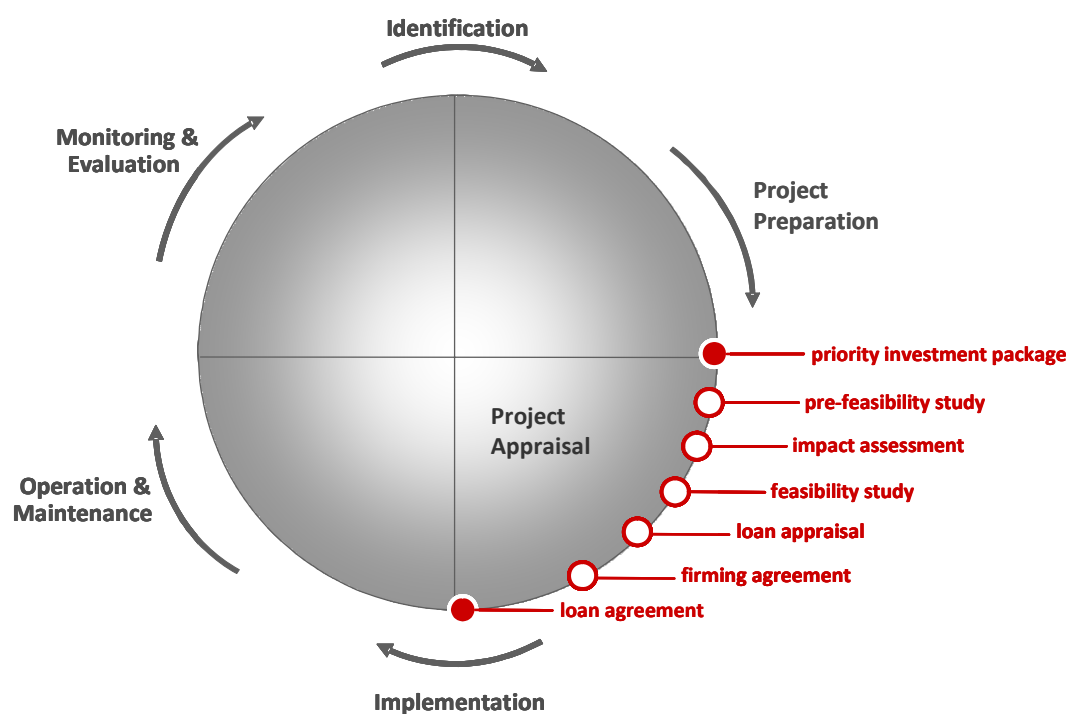 Identification
Monitoring &
Evaluation
Project
Preparation
priority investment package
pre-feasibility study
impact assessment
Project
Appraisal
feasibility study
Operation &
Maintenance
loan appraisal
firming agreement
loan agreement
Implementation